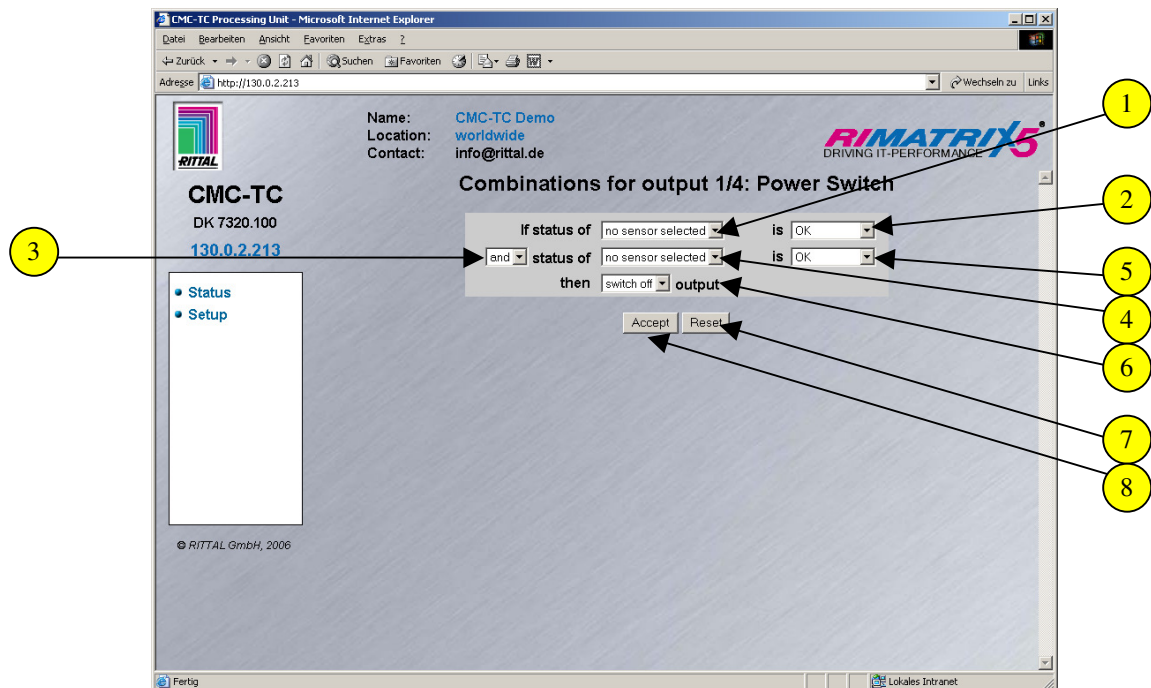 CMC-TC Processing Unit - Microsoft Internet Explorer
Datei Bearbeiten Ansicht Favoriten Extras ?
Zurück Suchen Favoriten
Adresse http://130.0.2.213 Wechseln zu Links
RITTAL
Name: CMC-TC Demo
Location: worldwide
Contact: info@rittal.de
RIMATRIX5
DRIVING IT-PERFORMANCE
CMC-TC
DK 7320.100
130.0.2.213
Status
Setup
© RITTAL GmbH, 2006
Combinations for output 1/4: Power Switch
If status of no sensor selected is OK
and status of no sensor selected is OK
then switch off output
Accept Reset
1
2
3
5
4
6
7
8
Fertig Lokales Intranet